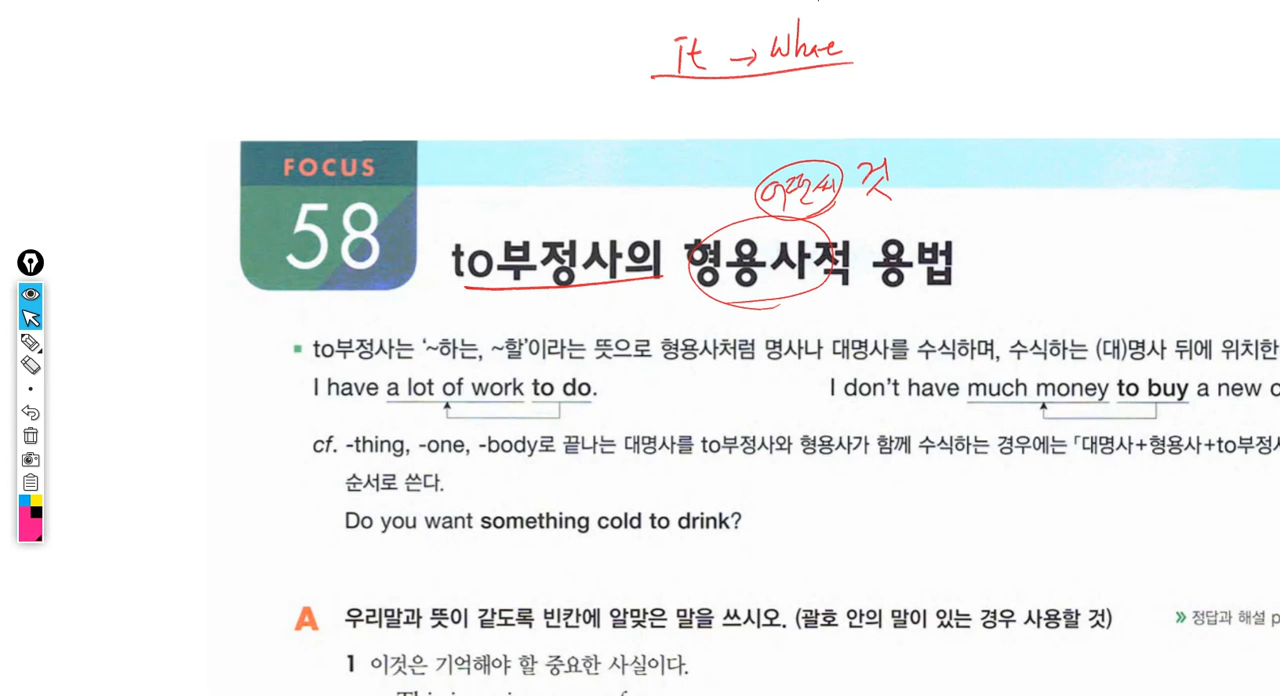 It → Whae
FOCUS
58
어떤씨 것
to부정사의 형용사적 용법
▪ to부정사는 '~하는, ~할'이라는 뜻으로 형용사처럼 명사나 대명사를 수식하며, 수식하는 (대)명사 뒤에 위치한
I have a lot of work to do. I don't have much money to buy a new
cf. -thing, -one, -body로 끝나는 대명사를 to부정사와 형용사가 함께 수식하는 경우에는 「대명사+형용사+to부정사
순서로 쓴다.
Do you want something cold to drink?
A 우리말과 뜻이 같도록 빈칸에 알맞은 말을 쓰시오. (괄호 안의 말이 있는 경우 사용할 것)
» 정답과 해설 p
1 이것은 기억해야 할 중요한 사실이다.